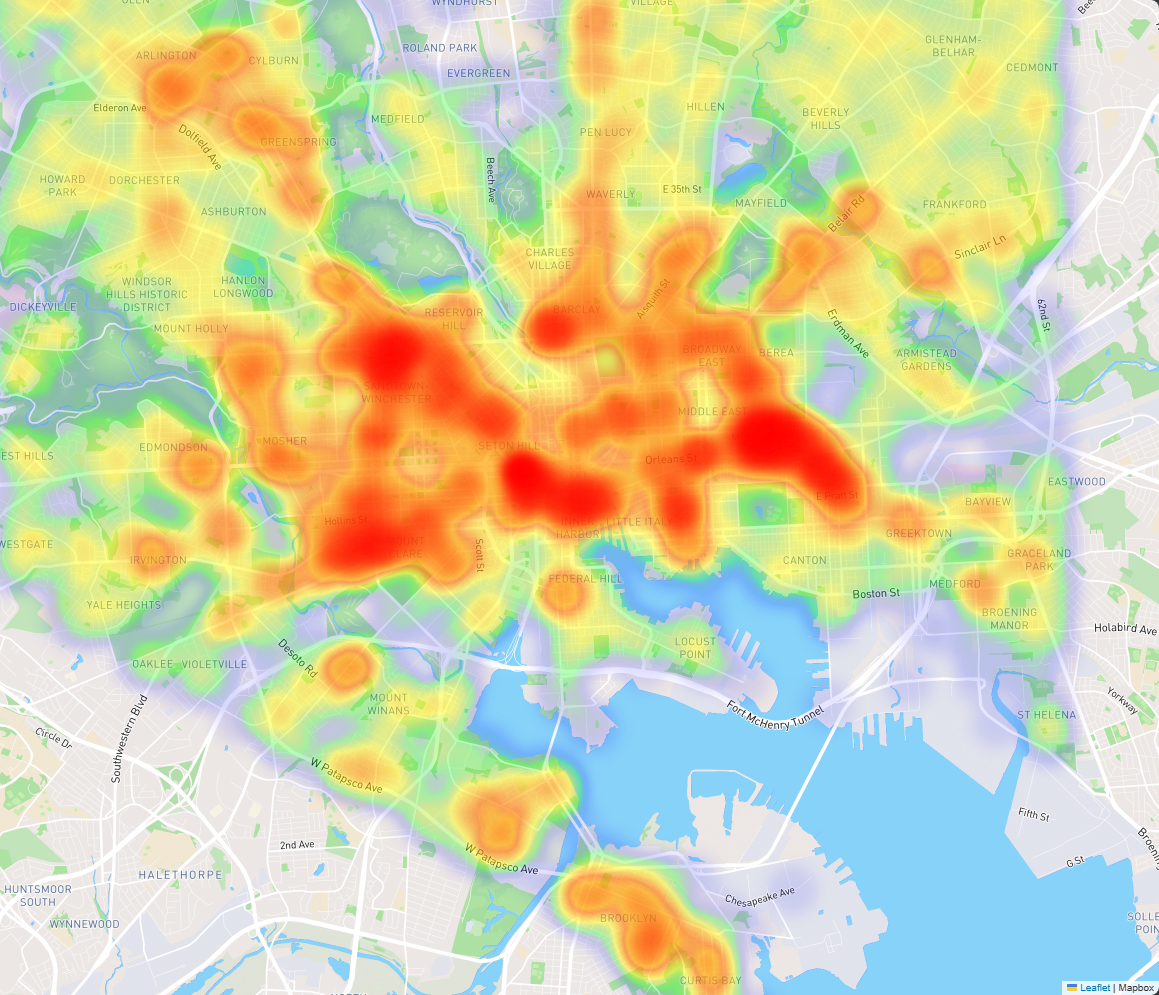 WYNDHURST
VILLAGE
ROLAND PARK
GLENHAM-
BELHAR
ARLINGTON
CYLBURN
EVERGREEN
CEDMONT
Elderon Ave
MEDFIELD
HILLEN
BEVERLY
HILLS
Dolfield Ave
GREENSPRING
PEN LUCY
HOWARD
PARK
DORCHESTER
Beech Ave
WAVERLY
E 35th St
ASHBURTON
MAYFIELD
Belair Rd
FRANKFORD
Sinclair Ln
CHARLES
VILLAGE
WINDSOR
HILLS HISTORIC
DISTRICT
HANLON
LONGWOOD
DICKEYVILLE
Aisquith St
62nd St
RESERVOIR
HILL
BARCLAY
MOUNT HOLLY
Erdman Ave
BROADWAY
EAST
BEREA
ARMISTEAD
GARDENS
SANDTOWN-
WINCHESTER
MIDDLE EAST
MOSHER
EDMONDSON
SETON HILL
EST HILLS
Orleans St
EASTWOOD
E Pratt St
BAYVIEW
Hollins St
INNER
HARBOR
LITTLE ITALY
GREEKTOWN
WESTGATE
MOUNT
CLARE
Scott St
IRVINGTON
CANTON
GRACELAND
PARK
FEDERAL HILL
MEDFORD
Boston St
YALE HEIGHTS
BROENING
MANOR
Holabird Ave
LOCUST
POINT
Desoto Rd
OAKLEE
VIOLETVILLE
MOUNT
WINANS
Yorkway
Southwestern Blvd
Fort McHenry Tunnel
ST HELENA
Circle Dr
W Patapsco Ave
Fifth St
2nd Ave
W Patapsco Ave
G St
HALETHORPE
HUNTSMOOR
SOUTH
Chesapeake Ave
BROOKLYN
WYNNEWOOD
CURTIS BAY
Leaflet | Mapbox